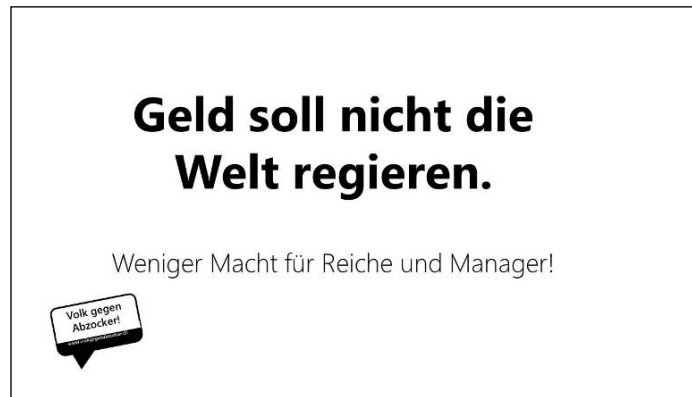 Geld soll nicht die
Welt regieren.
Weniger Macht für Reiche und Manager!
Volk gegen
Abzocker!